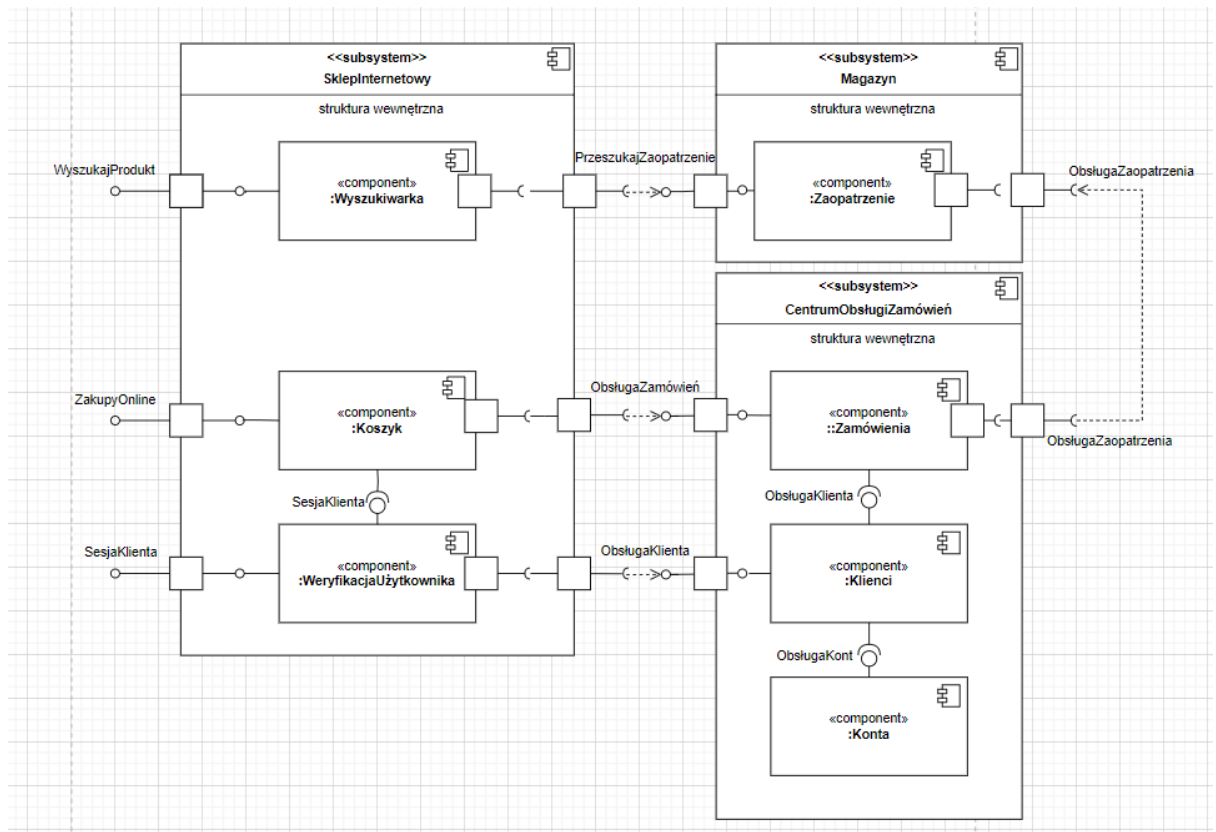 <<subsystem>>
SklepInternetowy
struktura wewnętrzna
WyszukajProdukt
«component»
:Wyszukiwarka
PrzeszukajZaopatrzenie
<<subsystem>>
Magazyn
struktura wewnętrzna
«component»
:Zaopatrzenie
ObsługaZaopatrzenia
ZakupyOnline
«component»
:Koszyk
ObsługaZamówień
SesjaKlienta
SesjaKlienta
«component»
:WeryfikacjaUżytkownika
ObsługaKlienta
<<subsystem>>
CentrumObsługiZamówień
struktura wewnętrzna
«component»
::Zamówienia
ObsługaZaopatrzenia
ObsługaKlienta
«component»
:Klienci
ObsługaKont
«component»
:Konta